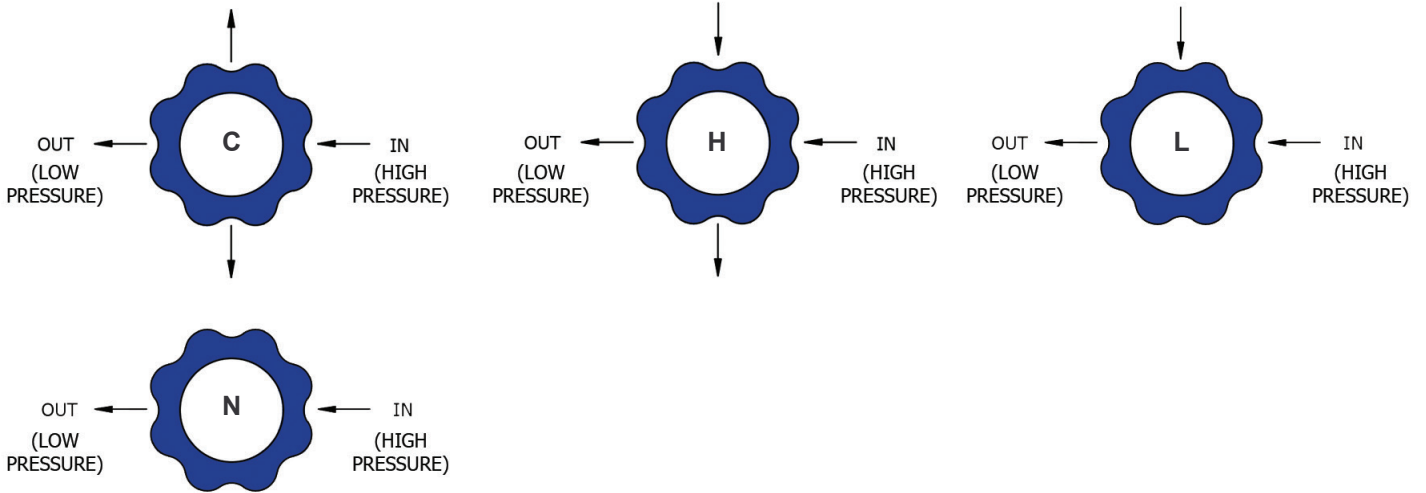 C
OUT
(LOW
PRESSURE)
IN
(HIGH
PRESSURE)
H
OUT
(LOW
PRESSURE)
IN
(HIGH
PRESSURE)
L
OUT
(LOW
PRESSURE)
IN
(HIGH
PRESSURE)
N
OUT
(LOW
PRESSURE)
IN
(HIGH
PRESSURE)